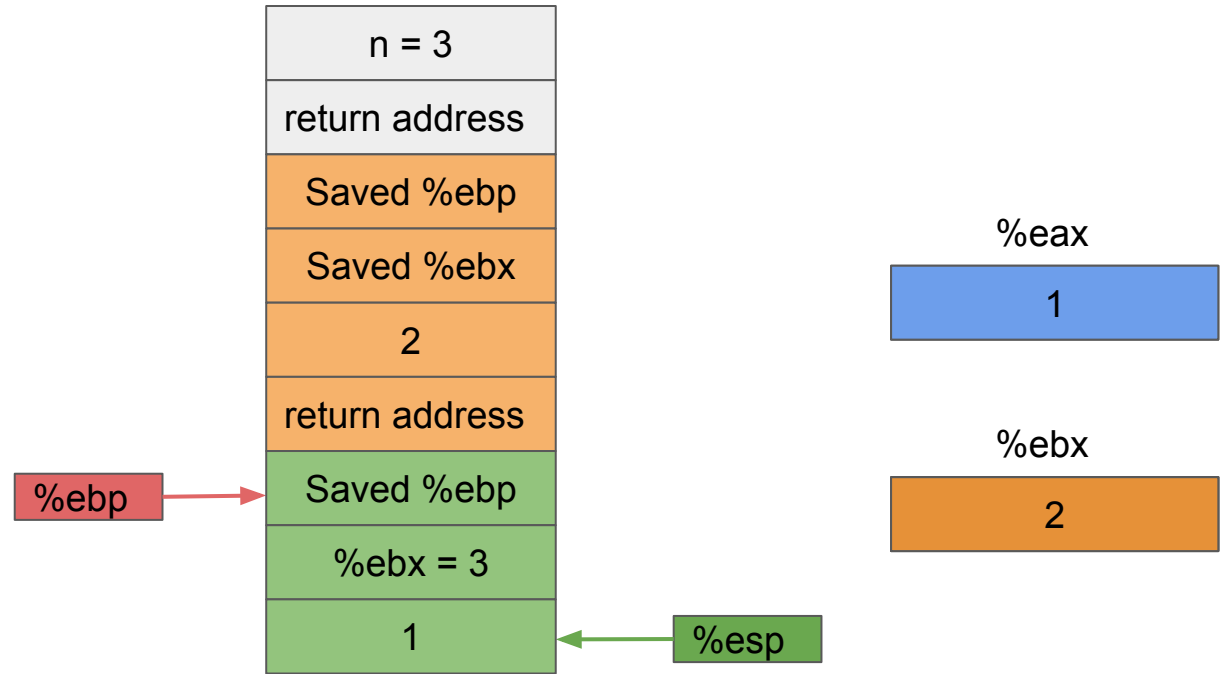 n = 3
return address
Saved %ebp
Saved %ebx
2
return address
Saved %ebp
%ebx = 3
1
%ebp
%esp
%eax
1
%ebx
2